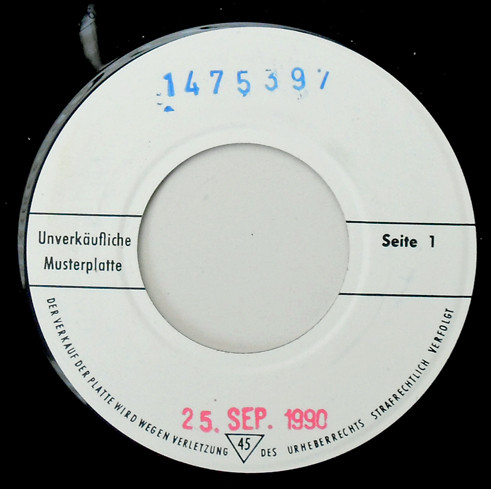 1475397
Unverkäufliche
Musterplatte
Seite 1
25. SEP. 1990
45
DER VERKAUF DER PLATTE WIRD WEGEN VERLETZUNG DES URHEBERRECHTS STRAFRECHTLICH VERFOLGT